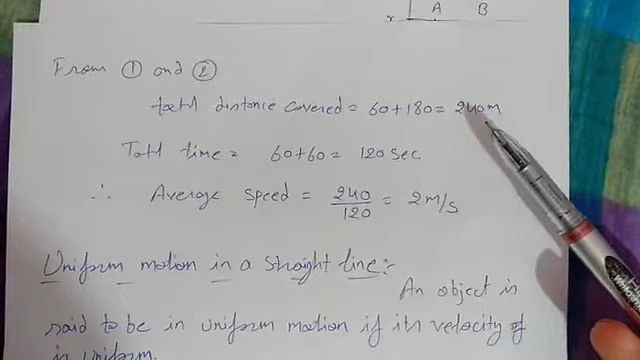 x A B
From ① and ②
total distance covered = 60+180= 240m
Total time = 60+60= 120 sec.
∴ Average speed = 240/120 = 2m/s
Uniform motion in a straight line:-
An object is
said to be in uniform motion if its velocity of
is uniform.